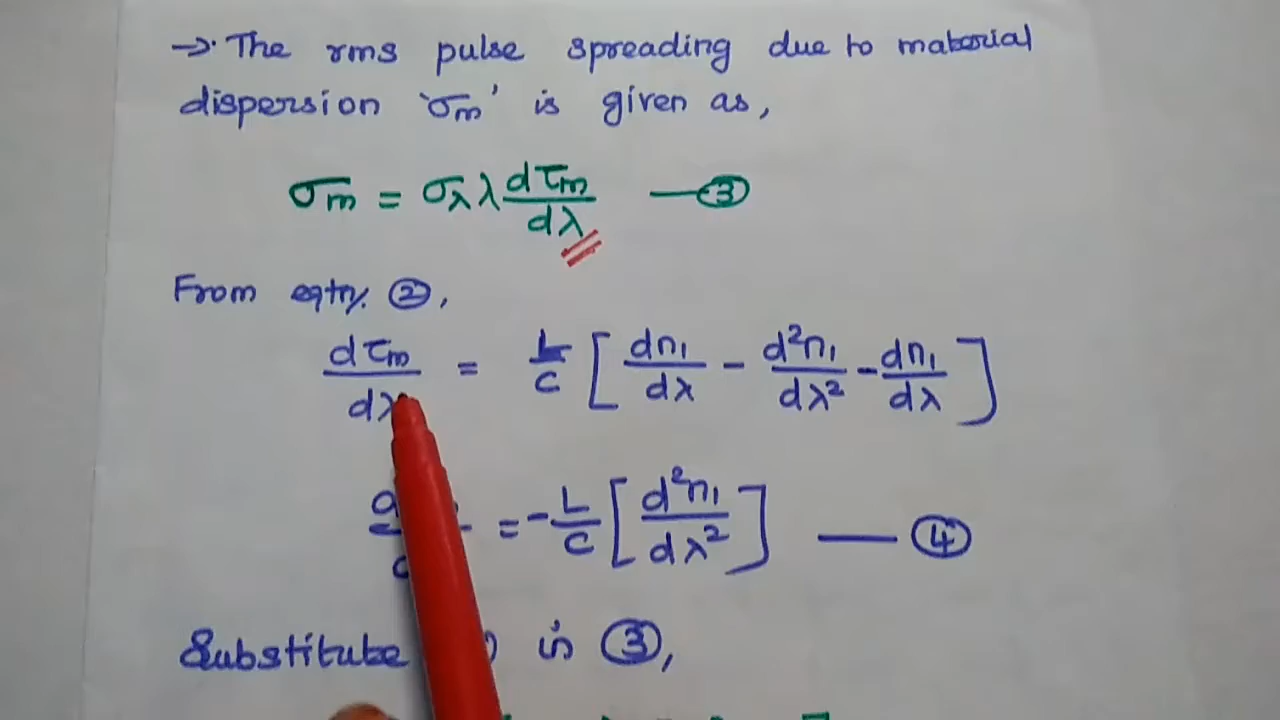 →. The rms pulse spreading due to material
dispersion 'σm' is given as,
σm = σλ λ dτm/dλ — ③
From eqtn. ②,
dτm/dλ = L/C [ dn₁/dλ - d²n₁/dλ² - dn₁/dλ ]
= - L/C [ d²n₁/dλ² ] — ④
Substitute in ③,